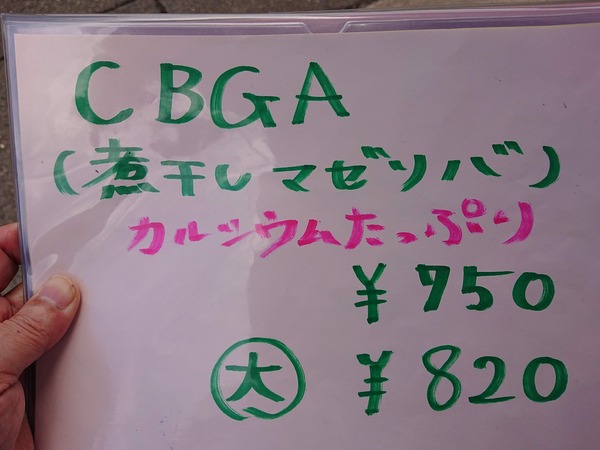 CBGA
(煮干しマゼソバ)
カルシウムたっぷり
¥750
大 ¥820